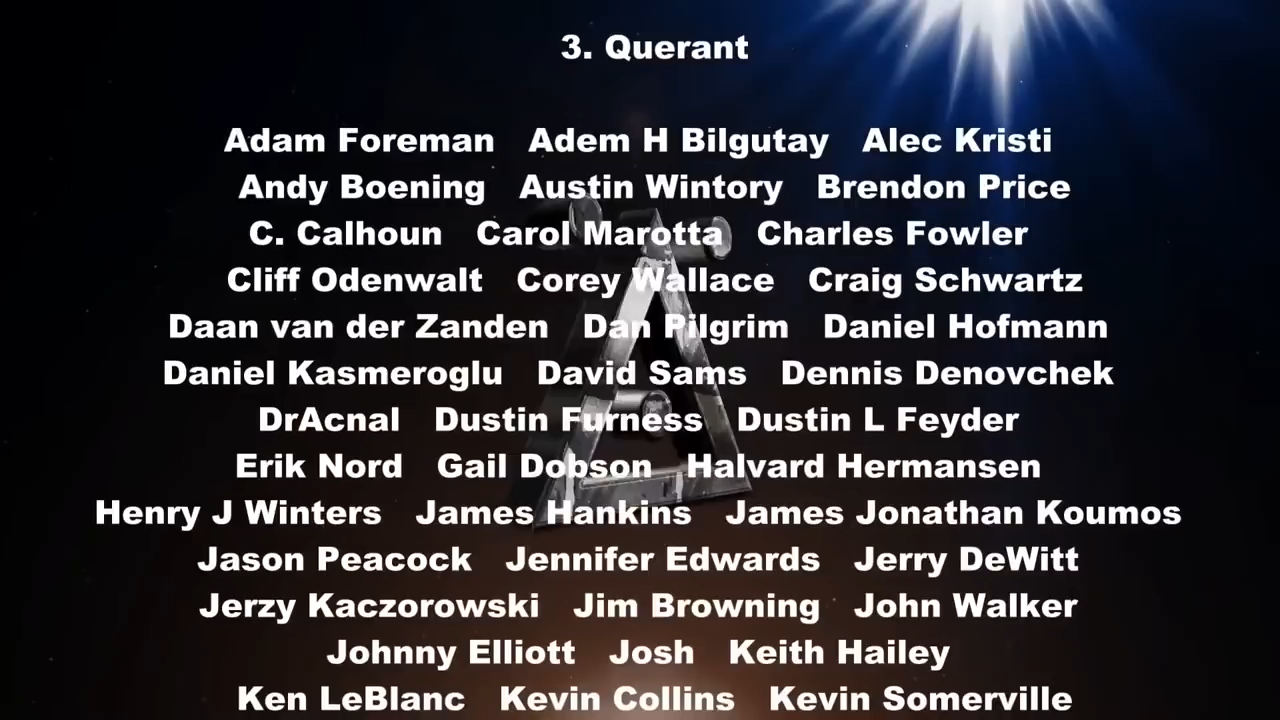 3. Querant
Adam Foreman Adem H Bilgutay Alec Kristi
Andy Boening Austin Wintory Brendon Price
C. Calhoun Carol Marotta Charles Fowler
Cliff Odenwalt Corey Wallace Craig Schwartz
Daan van der Zanden Dan Pilgrim Daniel Hofmann
Daniel Kasmeroglu David Sams Dennis Denovchek
DrAcnal Dustin Furness Dustin L Feyder
Erik Nord Gail Dobson Halvard Hermansen
Henry J Winters James Hankins James Jonathan Koumos
Jason Peacock Jennifer Edwards Jerry DeWitt
Jerzy Kaczorowski Jim Browning John Walker
Johnny Elliott Josh Keith Hailey
Ken LeBlanc Kevin Collins Kevin Somerville